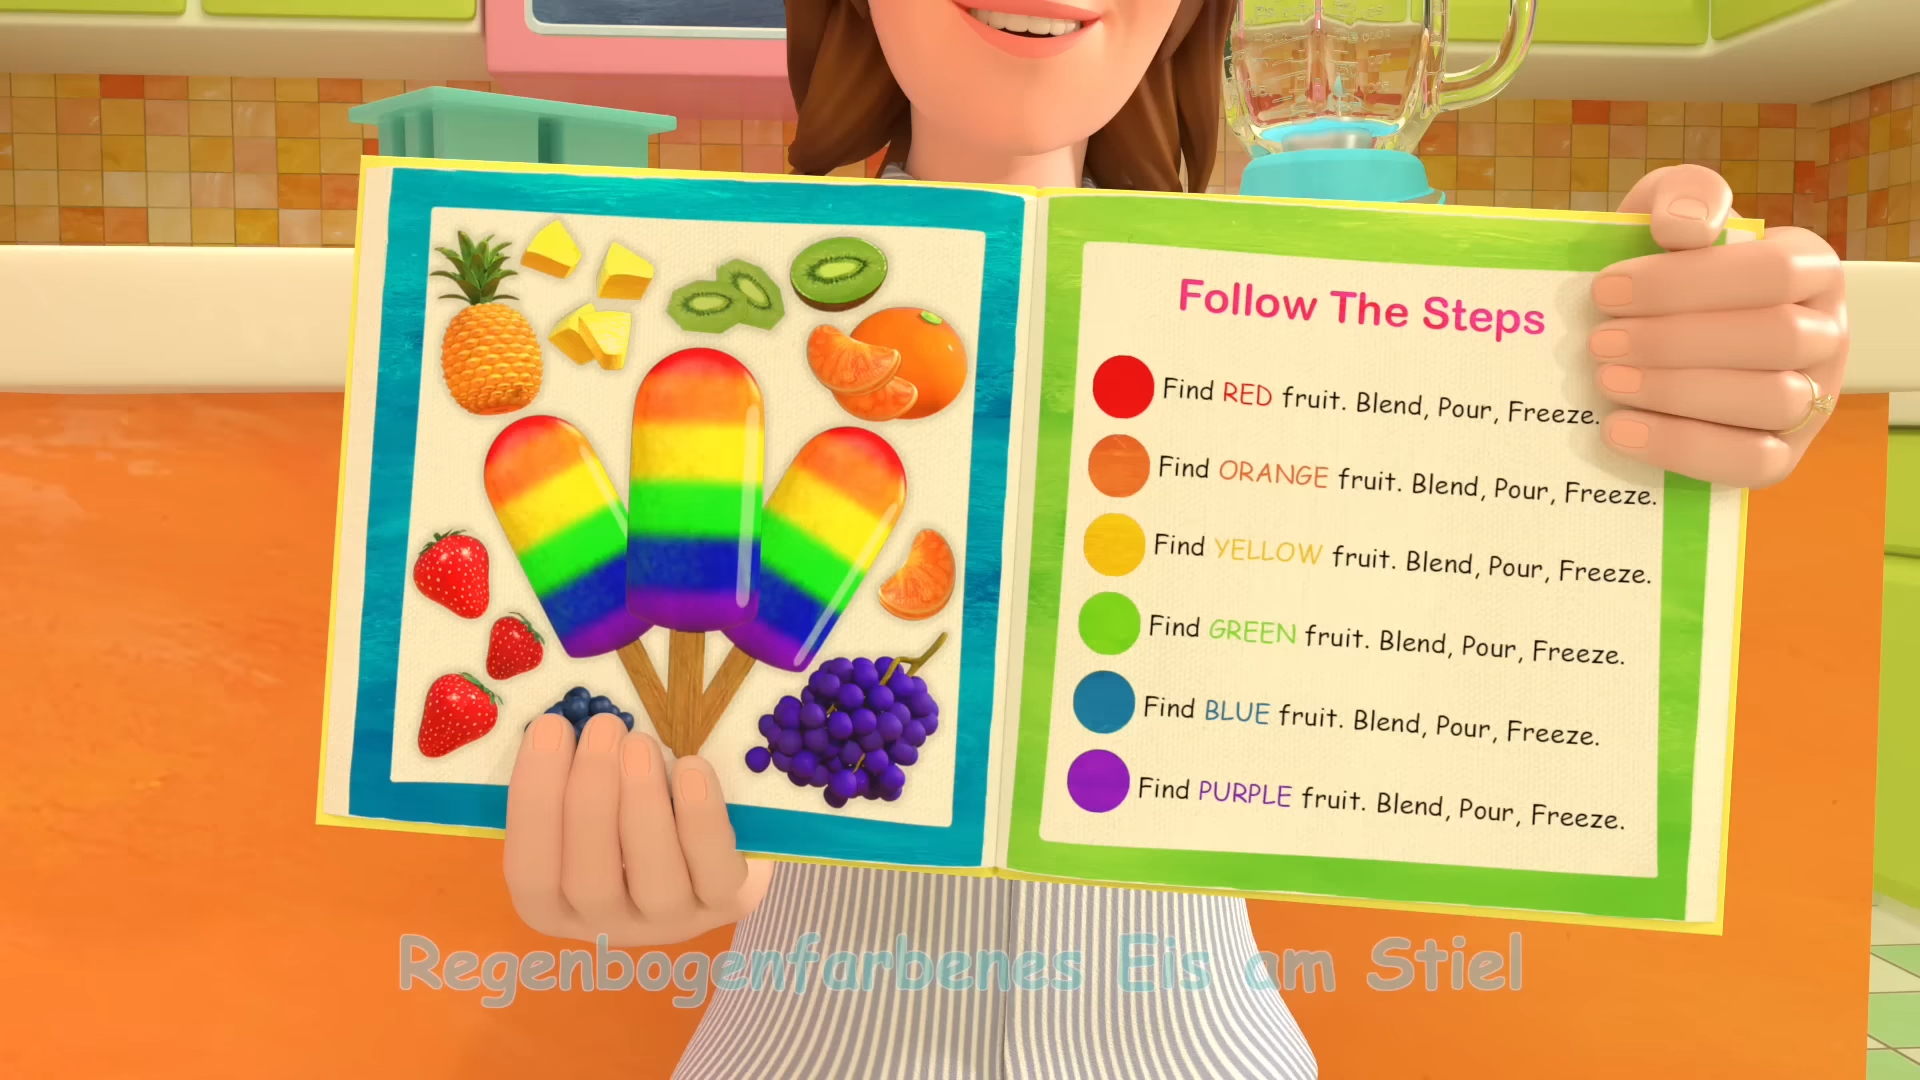 Follow The Steps
Find RED fruit. Blend, Pour, Freeze.
Find ORANGE fruit. Blend, Pour, Freeze.
Find YELLOW fruit. Blend, Pour, Freeze.
Find GREEN fruit. Blend, Pour, Freeze.
Find BLUE fruit. Blend, Pour, Freeze.
Find PURPLE fruit. Blend, Pour, Freeze.
Regenbogenfarbenes Eis am Stiel